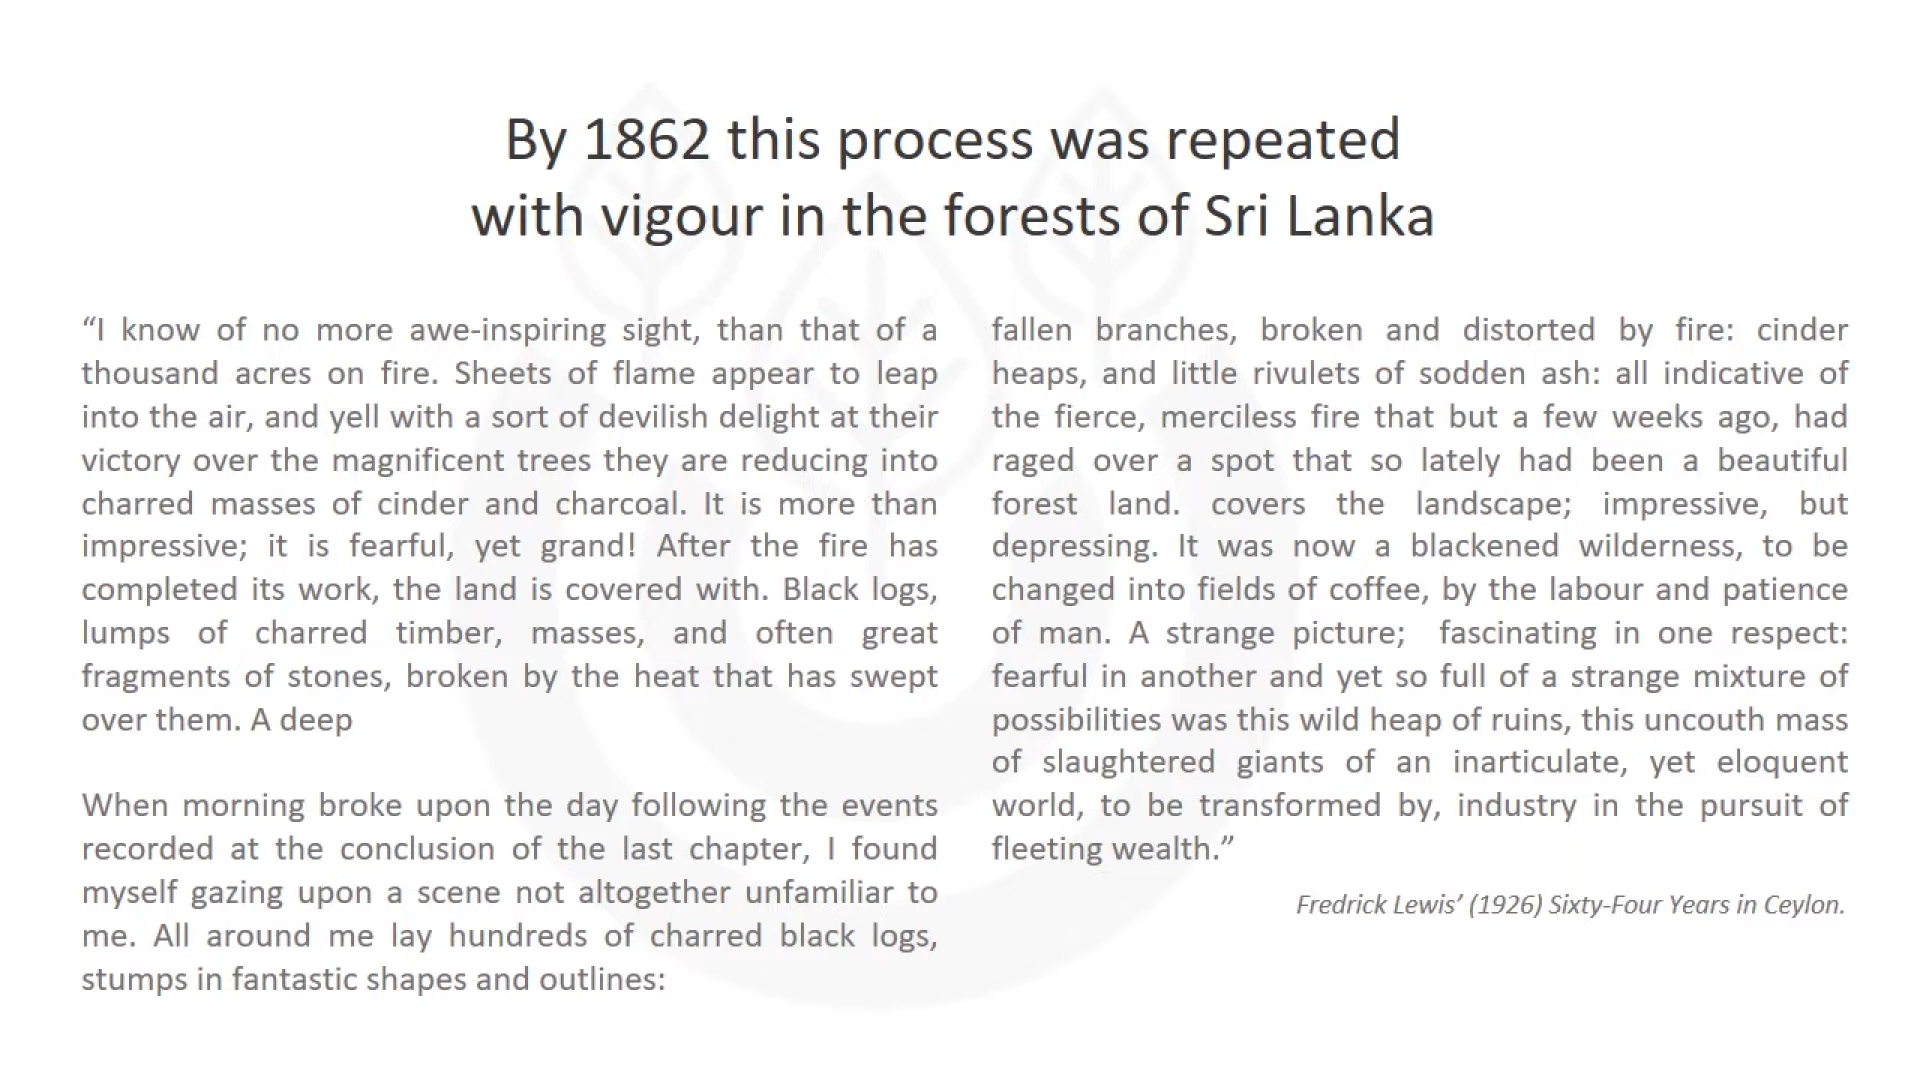 By 1862 this process was repeated
with vigour in the forests of Sri Lanka
“I know of no more awe-inspiring sight, than that of a
thousand acres on fire. Sheets of flame appear to leap
into the air, and yell with a sort of devilish delight at their
victory over the magnificent trees they are reducing into
charred masses of cinder and charcoal. It is more than
impressive; it is fearful, yet grand! After the fire has
completed its work, the land is covered with. Black logs,
lumps of charred timber, masses, and often great
fragments of stones, broken by the heat that has swept
over them. A deep
When morning broke upon the day following the events
recorded at the conclusion of the last chapter, I found
myself gazing upon a scene not altogether unfamiliar to
me. All around me lay hundreds of charred black logs,
stumps in fantastic shapes and outlines:
fallen branches, broken and distorted by fire: cinder
heaps, and little rivulets of sodden ash: all indicative of
the fierce, merciless fire that but a few weeks ago, had
raged over a spot that so lately had been a beautiful
forest land. covers the landscape; impressive, but
depressing. It was now a blackened wilderness, to be
changed into fields of coffee, by the labour and patience
of man. A strange picture; fascinating in one respect:
fearful in another and yet so full of a strange mixture of
possibilities was this wild heap of ruins, this uncouth mass
of slaughtered giants of an inarticulate, yet eloquent
world, to be transformed by, industry in the pursuit of
fleeting wealth.”
Fredrick Lewis’ (1926) Sixty-Four Years in Ceylon.